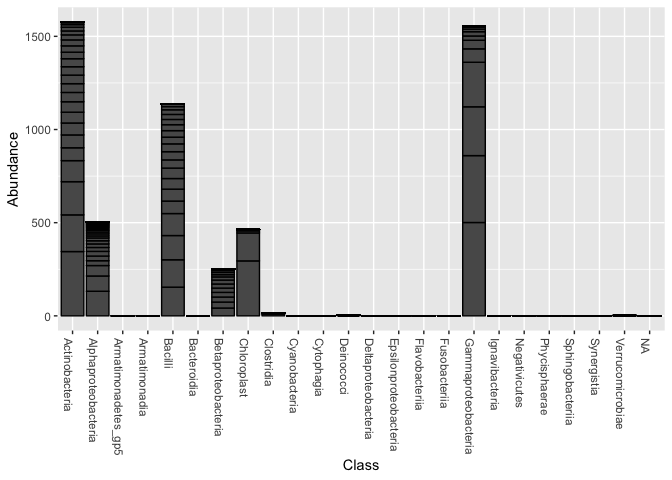 1500
1000
500
0
Abundance
Actinobacteria
Alphaproteobacteria
Armatimonadetes_gp5
Armatimonadia
Bacilli
Bacteroidia
Betaproteobacteria
Chloroplast
Clostridia
Cyanobacteria
Cytophagia
Deinococci
Deltaproteobacteria
Epsilonproteobacteria
Flavobacteriia
Fusobacteriia
Gammaproteobacteria
Ignavibacteria
Negativicutes
Phycisphaerae
Sphingobacteriia
Synergistia
Verrucomicrobiae
NA
Class